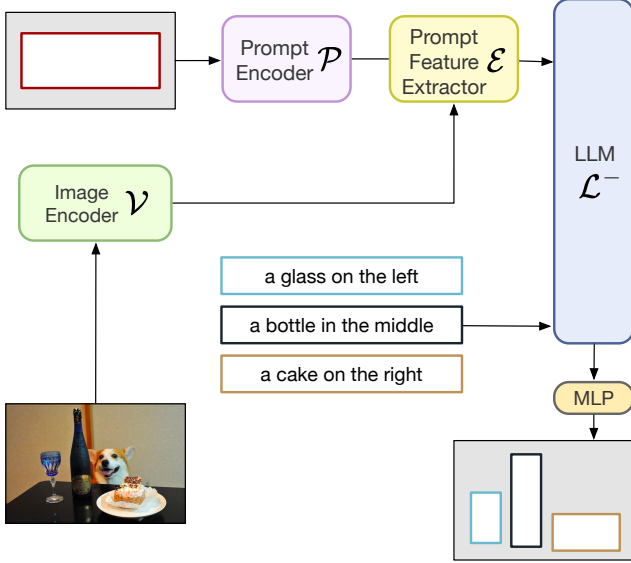 Prompt
Encoder 𝒫
Prompt
Feature
Extractor ℰ
LLM
ℒ⁻
Image
Encoder 𝒱
a glass on the left
a bottle in the middle
a cake on the right
MLP